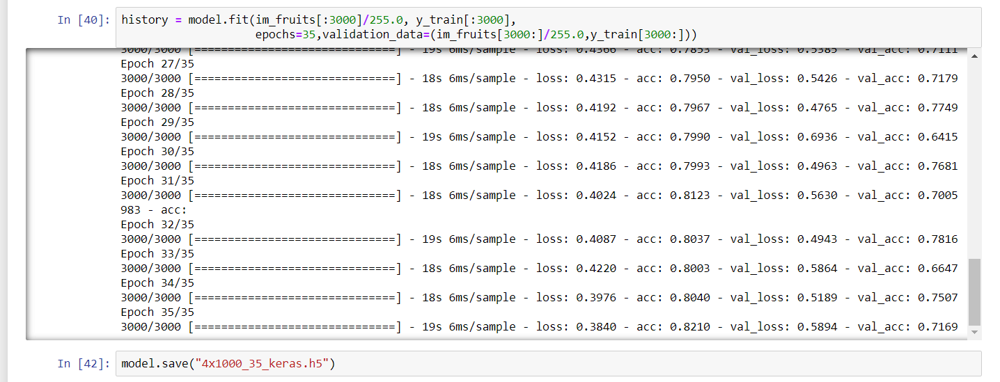 In [40]: history = model.fit(im_fruits[:3000]/255.0, y_train[:3000],
epochs=35,validation_data=(im_fruits[3000:]/255.0,y_train[3000:]))
3000/3000 [==============================] - 19s 6ms/sample - loss: 0.4366 - acc: 0.7853 - val_loss: 0.5385 - val_acc: 0.7111
Epoch 27/35
3000/3000 [==============================] - 18s 6ms/sample - loss: 0.4315 - acc: 0.7950 - val_loss: 0.5426 - val_acc: 0.7179
Epoch 28/35
3000/3000 [==============================] - 18s 6ms/sample - loss: 0.4192 - acc: 0.7967 - val_loss: 0.4765 - val_acc: 0.7749
Epoch 29/35
3000/3000 [==============================] - 19s 6ms/sample - loss: 0.4152 - acc: 0.7990 - val_loss: 0.6936 - val_acc: 0.6415
Epoch 30/35
3000/3000 [==============================] - 18s 6ms/sample - loss: 0.4186 - acc: 0.7993 - val_loss: 0.4963 - val_acc: 0.7681
Epoch 31/35
3000/3000 [==============================] - 18s 6ms/sample - loss: 0.4024 - acc: 0.8123 - val_loss: 0.5630 - val_acc: 0.7005
983 - acc:
Epoch 32/35
3000/3000 [==============================] - 19s 6ms/sample - loss: 0.4087 - acc: 0.8037 - val_loss: 0.4943 - val_acc: 0.7816
Epoch 33/35
3000/3000 [==============================] - 18s 6ms/sample - loss: 0.4220 - acc: 0.8003 - val_loss: 0.5864 - val_acc: 0.6647
Epoch 34/35
3000/3000 [==============================] - 18s 6ms/sample - loss: 0.3976 - acc: 0.8040 - val_loss: 0.5189 - val_acc: 0.7507
Epoch 35/35
3000/3000 [==============================] - 19s 6ms/sample - loss: 0.3840 - acc: 0.8210 - val_loss: 0.5894 - val_acc: 0.7169
In [42]: model.save("4x1000_35_keras.h5")